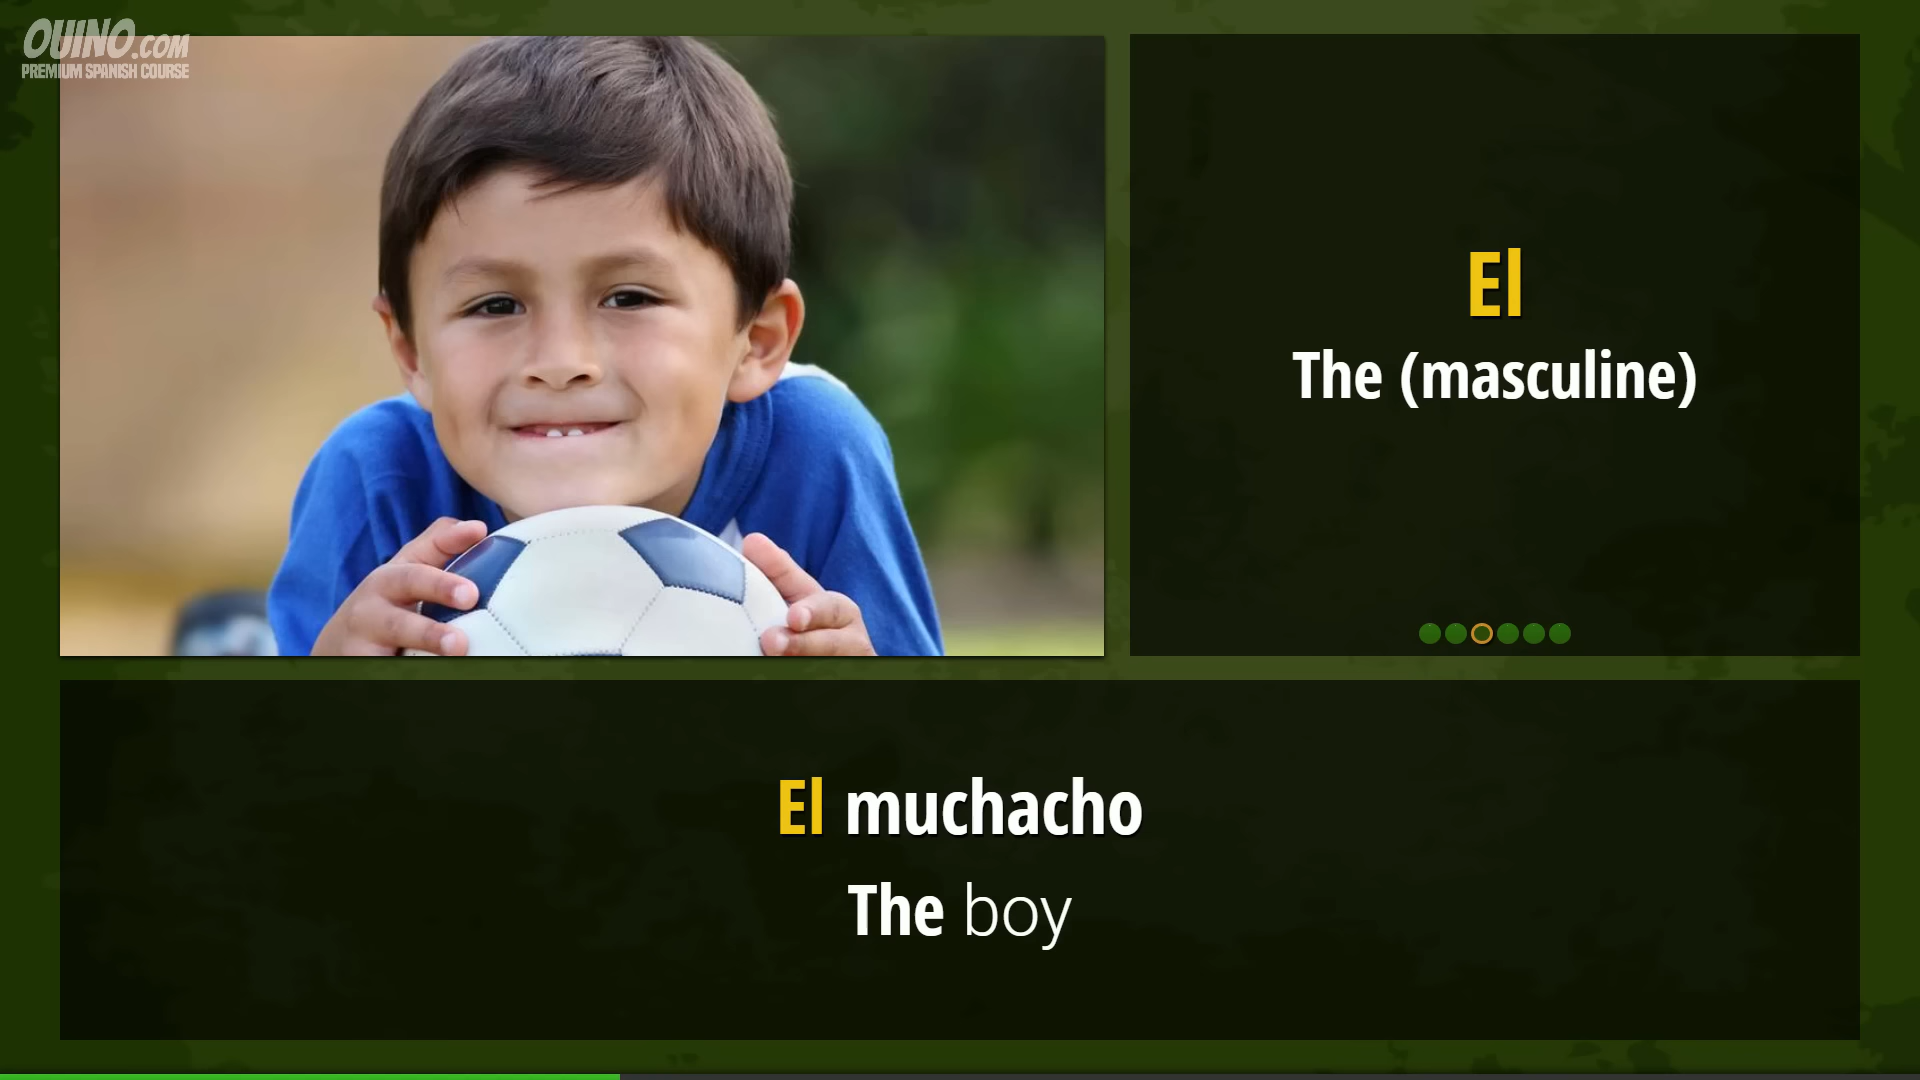 OUINO.COM
PREMIUM SPANISH COURSE
El
The (masculine)
El muchacho
The boy